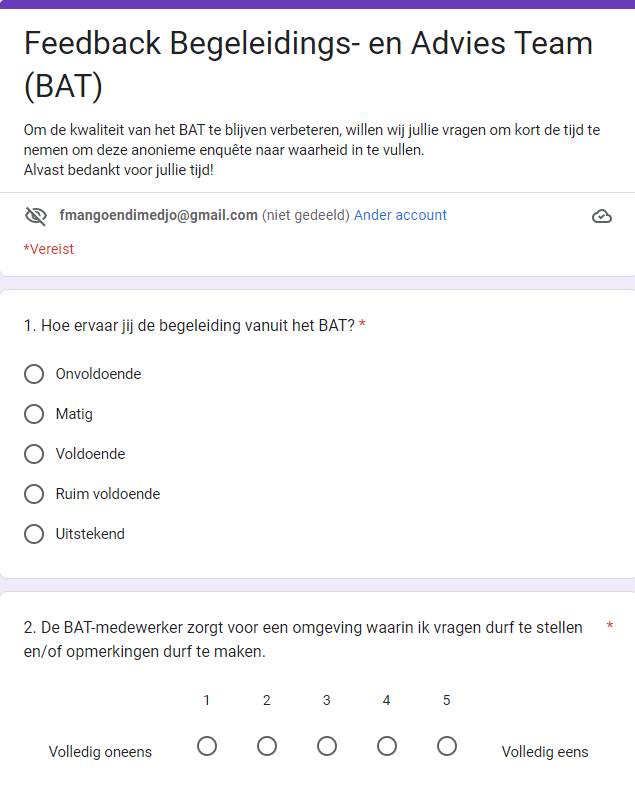 Feedback Begeleidings- en Advies Team
(BAT)
Om de kwaliteit van het BAT te blijven verbeteren, willen wij jullie vragen om kort de tijd te
nemen om deze anonieme enquête naar waarheid in te vullen.
Alvast bedankt voor jullie tijd!
fmangoendimedjo@gmail.com (niet gedeeld) Ander account
*Vereist
1. Hoe ervaar jij de begeleiding vanuit het BAT? *
Onvoldoende
Matig
Voldoende
Ruim voldoende
Uitstekend
2. De BAT-medewerker zorgt voor een omgeving waarin ik vragen durf te stellen *
en/of opmerkingen durf te maken.
1 2 3 4 5
Volledig oneens Volledig eens